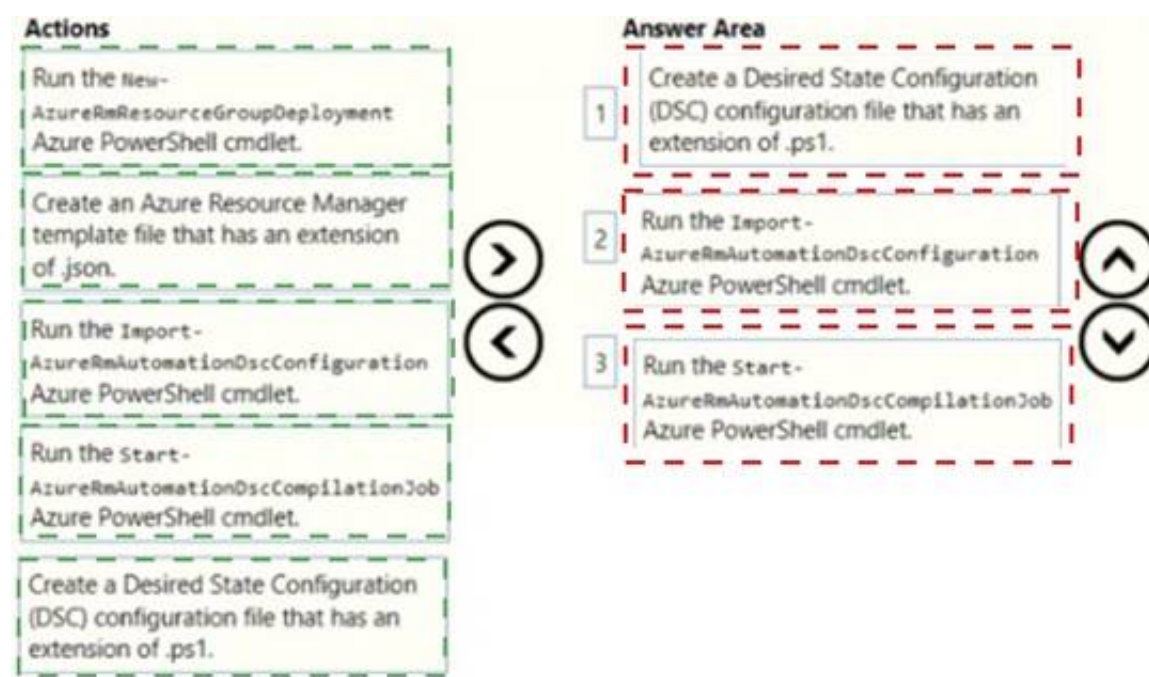 Actions
Run the New-
AzureRmResourceGroupDeployment
Azure PowerShell cmdlet.
Create an Azure Resource Manager
template file that has an extension
of .json.
Run the Import-
AzureRmAutomationDscConfiguration
Azure PowerShell cmdlet.
Run the Start-
AzureRmAutomationDscCompilationJob
Azure PowerShell cmdlet.
Create a Desired State Configuration
(DSC) configuration file that has an
extension of .ps1.
Answer Area
1
Create a Desired State Configuration
(DSC) configuration file that has an
extension of .ps1.
2
Run the Import-
AzureRmAutomationDscConfiguration
Azure PowerShell cmdlet.
3
Run the Start-
AzureRmAutomationDscCompilationJob
Azure PowerShell cmdlet.